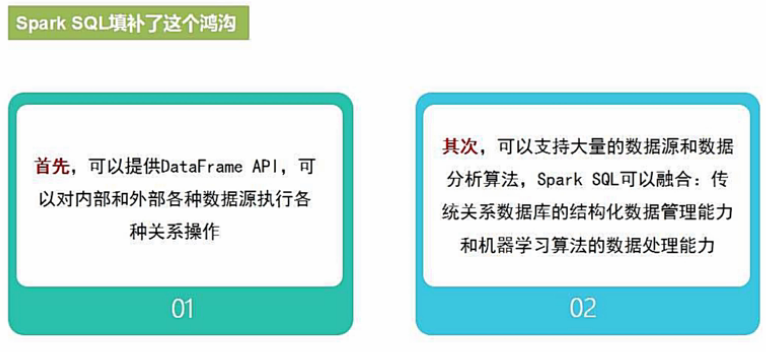 Spark SQL填补了这个鸿沟
首先，可以提供DataFrame API，可
以对内部和外部各种数据源执行各
种关系操作
01
其次，可以支持大量的数据源和数据
分析算法，Spark SQL可以融合：传
统关系数据库的结构化数据管理能力
和机器学习算法的数据处理能力
02